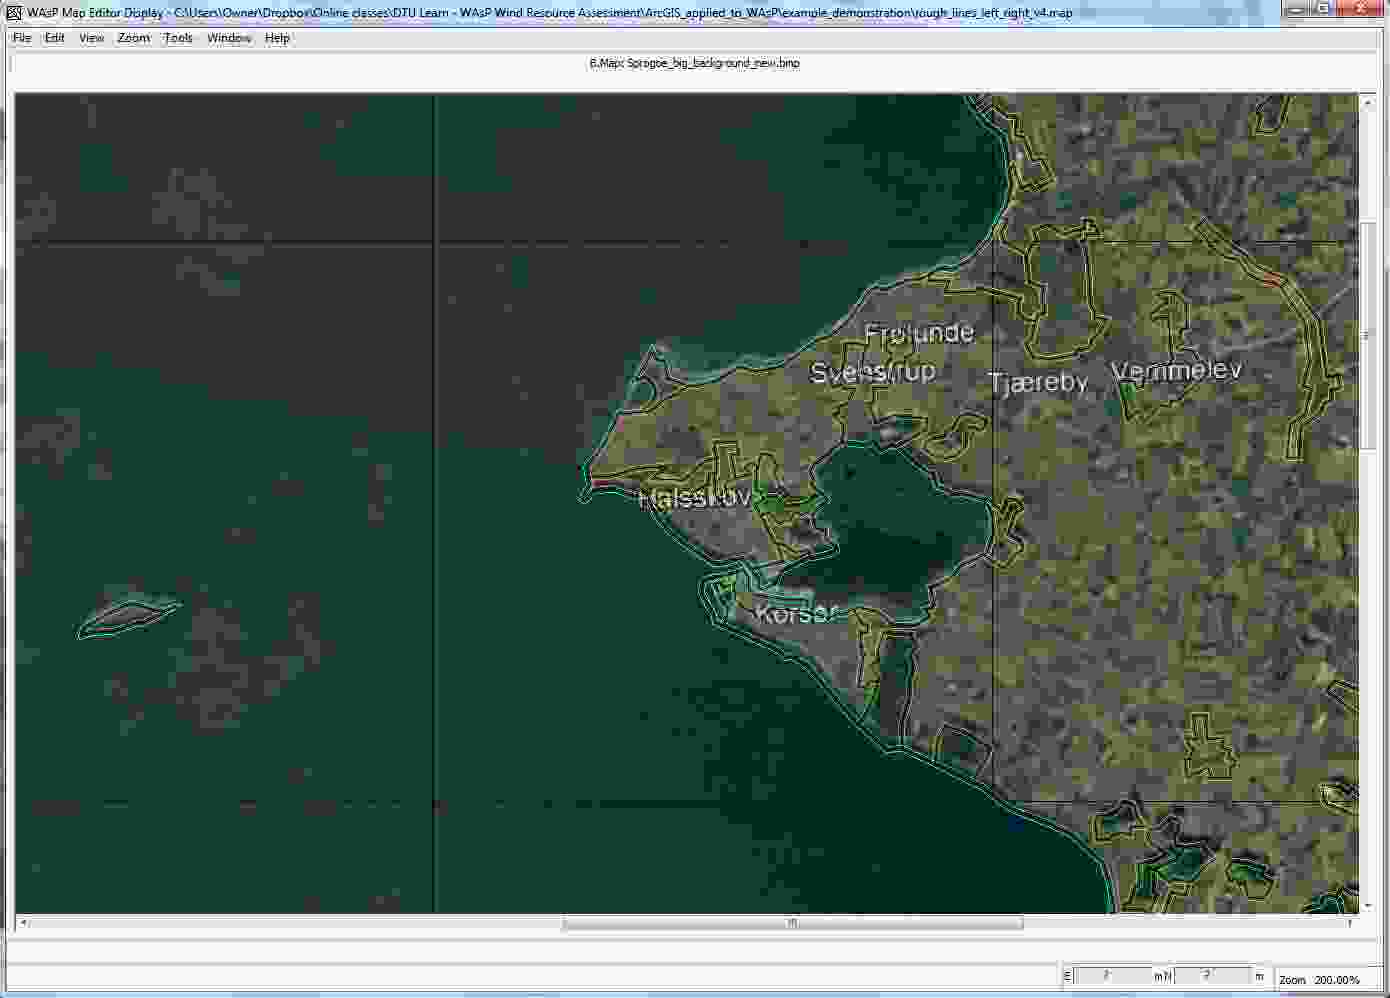 WAsP Map Editor Display - C:\Users\Owner\Dropbox\Online classes\DTU Learn - WAsP Wind Resource Assessment\ArcGIS_applied_to_WAsP\example_demonstration\rough_lines_left_right_v4.map
File Edit View Zoom Tools Window Help
B.Map: Sprogoe_big_background_new.bmp
Frølunde
Svenstrup
Tjæreby
Vemmelev
Halsskov
Korsør
E ? m N ? m Zoom 200.00%